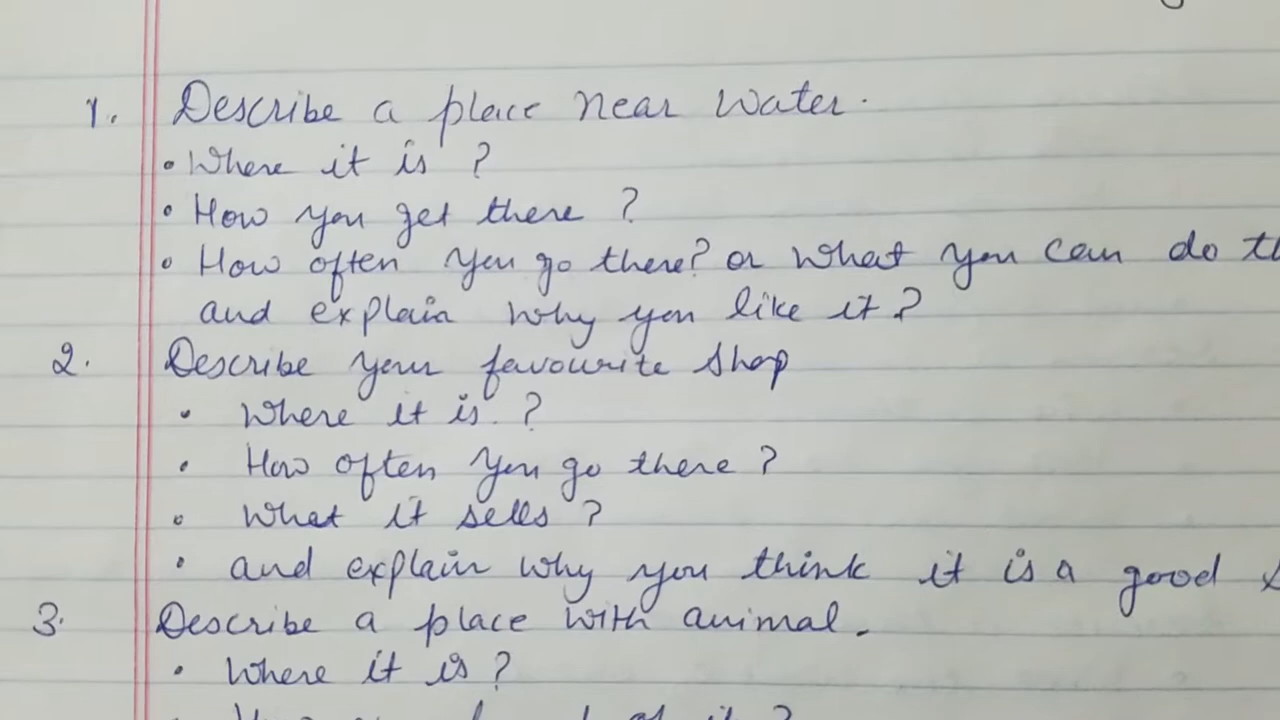 1. Describe a place near water.
• Where it is ?
• How you get there ?
• How often you go there? or what you can do
and explain why you like it ?
2. Describe your favourite shop
• Where it is. ?
• How often you go there ?
• What it sells ?
• and explain why you think it is a good
3. Describe a place with animal.
• Where it is ?